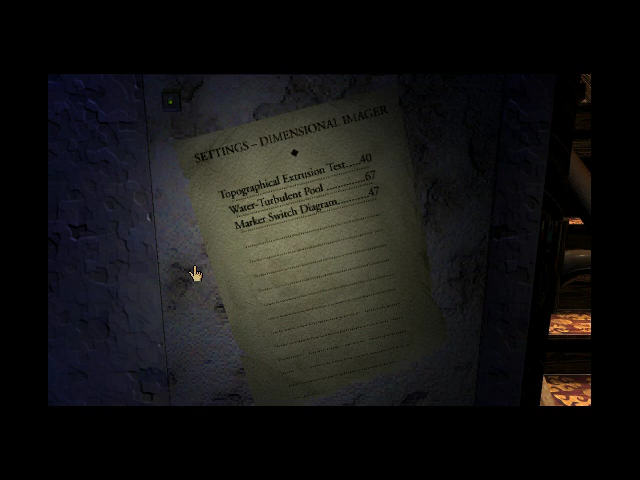 SETTINGS – DIMENSIONAL IMAGER
Topographical Extrusion Test.....40
Water-Turbulent Pool ............67
Marker Switch Diagram..........47